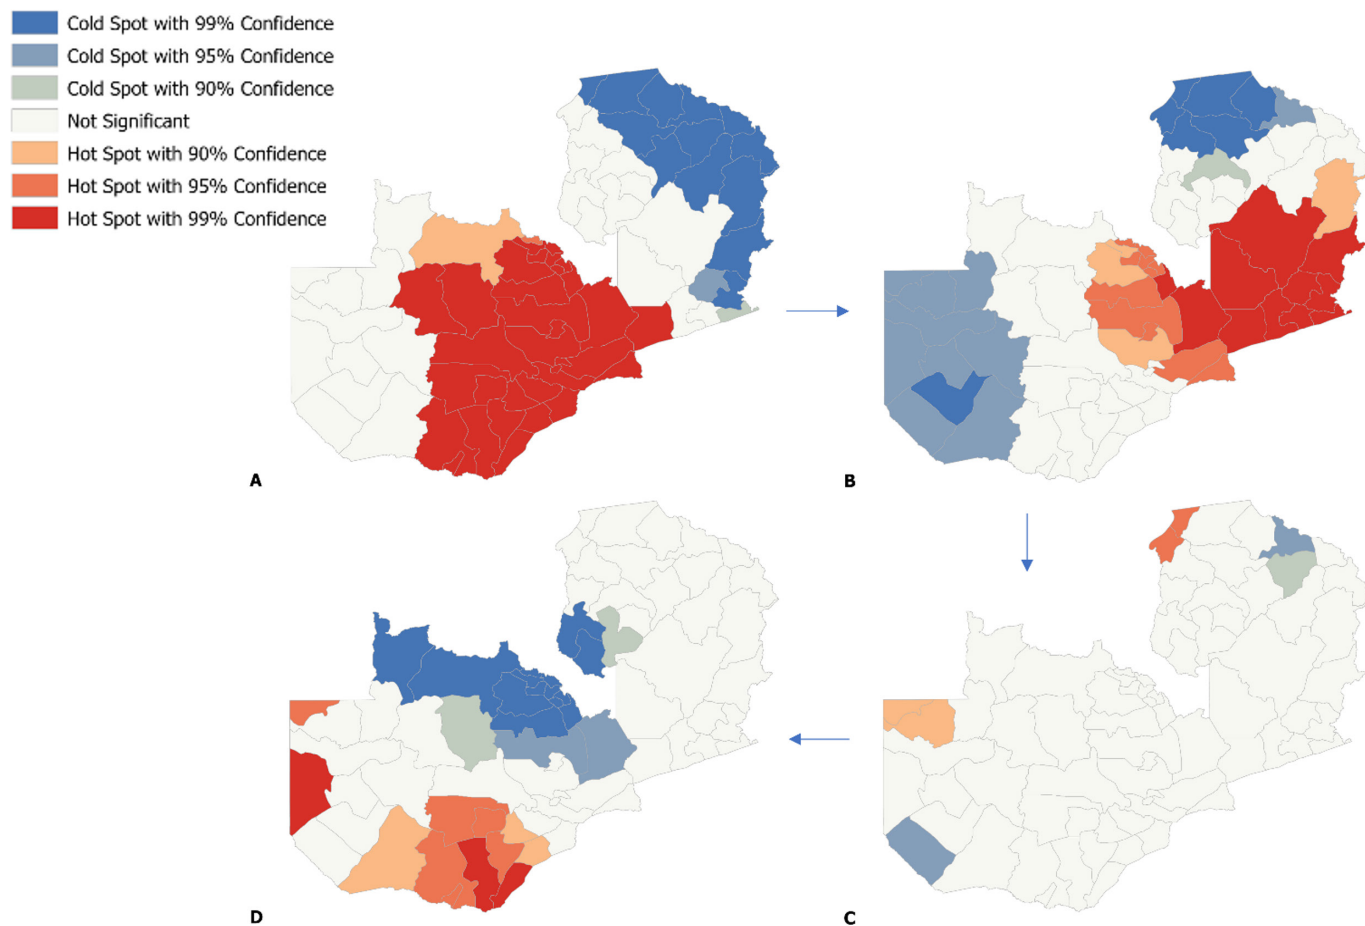 Cold Spot with 99% Confidence
Cold Spot with 95% Confidence
Cold Spot with 90% Confidence
Not Significant
Hot Spot with 90% Confidence
Hot Spot with 95% Confidence
Hot Spot with 99% Confidence
A
B
D
C